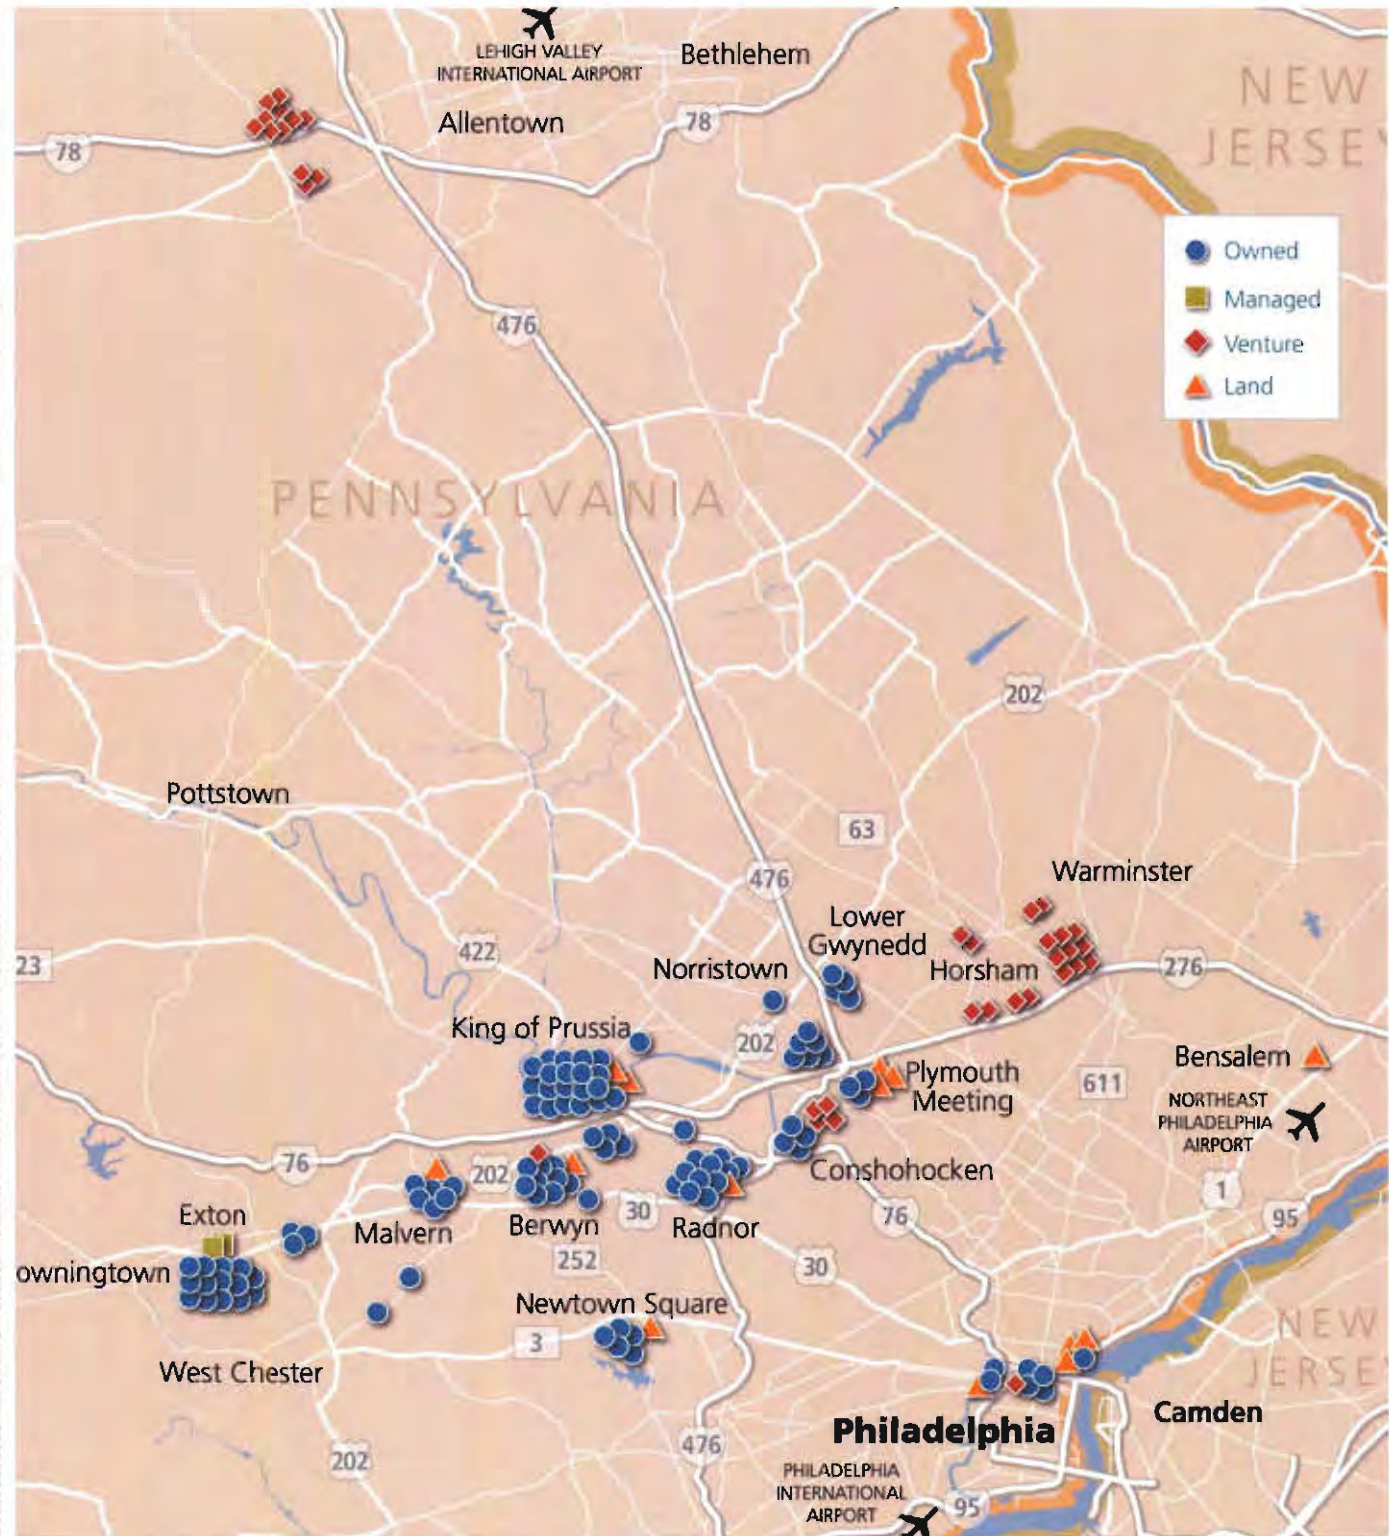 LEHIGH VALLEY
INTERNATIONAL AIRPORT
Bethlehem
NEW
JERSEY
Allentown
78
78
Owned
Managed
Venture
Land
476
PENNSYLVANIA
202
Pottstown
63
Warminster
476
Lower
Gwynedd
422
23
Norristown
Horsham
276
King of Prussia
202
Bensalem
Plymouth
Meeting
611
NORTHEAST
PHILADELPHIA
AIRPORT
76
202
Conshohocken
1
95
Exton
Malvern
Berwyn
30
Radnor
76
252
30
owningtown
Newtown Square
3
NEW
JERSEY
West Chester
Philadelphia
Camden
202
476
PHILADELPHIA
INTERNATIONAL
AIRPORT
95